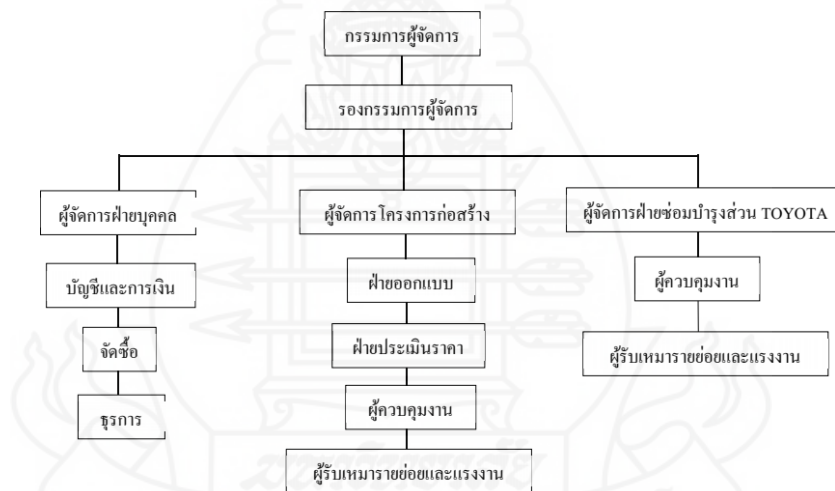 กรรมการผู้จัดการ
รองกรรมการผู้จัดการ
ผู้จัดการฝ่ายบุคคล
ผู้จัดการโครงการก่อสร้าง
ผู้จัดการฝ่ายซ่อมบำรุงส่วน TOYOTA
บัญชีและการเงิน
ฝ่ายออกแบบ
ผู้ควบคุมงาน
จัดซื้อ
ฝ่ายประเมินราคา
ผู้รับเหมารายย่อยและแรงงาน
ธุรการ
ผู้ควบคุมงาน
ผู้รับเหมารายย่อยและแรงงาน